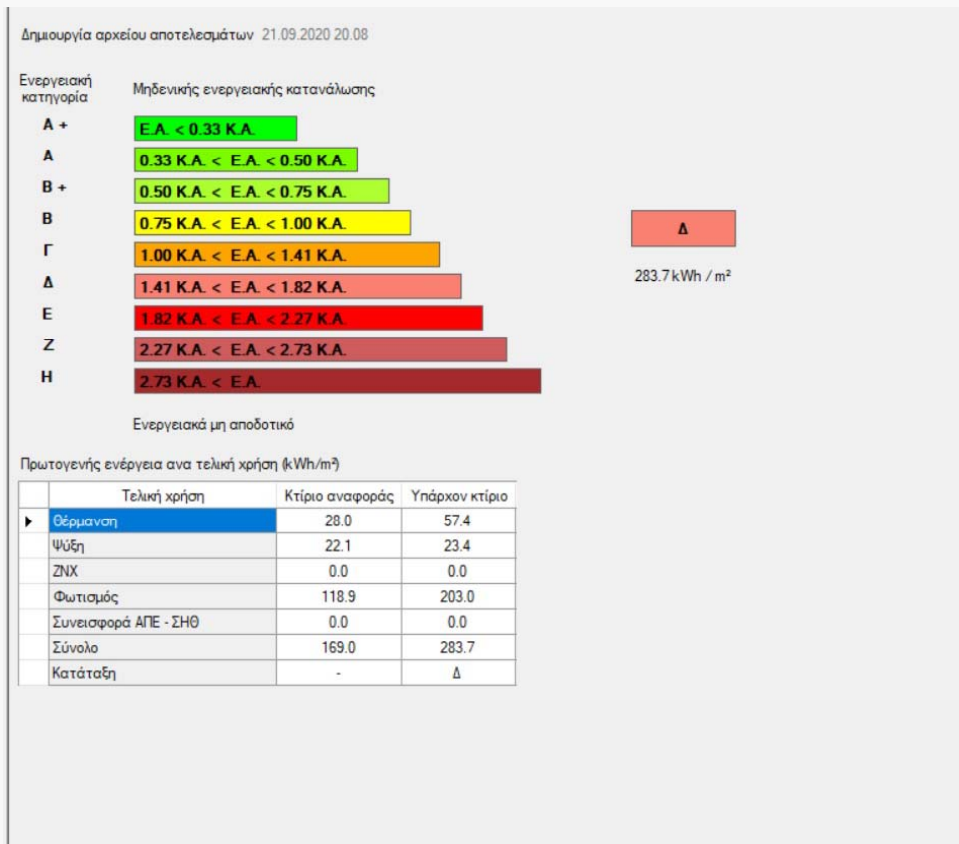 Δημιουργία αρχείου αποτελεσμάτων 21.09.2020 20.08
Ενεργειακή κατηγορία
Μηδενικής ενεργειακής κατανάλωσης
Α + Ε.Α. < 0.33 Κ.Α.
Α 0.33 Κ.Α. < Ε.Α. < 0.50 Κ.Α.
Β + 0.50 Κ.Α. < Ε.Α. < 0.75 Κ.Α.
Β 0.75 Κ.Α. < Ε.Α. < 1.00 Κ.Α.
Γ 1.00 Κ.Α. < Ε.Α. < 1.41 Κ.Α.
Δ 1.41 Κ.Α. < Ε.Α. < 1.82 Κ.Α.
Ε 1.82 Κ.Α. < Ε.Α. < 2.27 Κ.Α.
Ζ 2.27 Κ.Α. < Ε.Α. < 2.73 Κ.Α.
Η 2.73 Κ.Α. < Ε.Α.
Δ
283.7 kWh / m²
Ενεργειακά μη αποδοτικό
Πρωτογενής ενέργεια ανα τελική χρήση (kWh/m²)
Τελική χρήση Κτίριο αναφοράς Υπάρχον κτίριο
Θέρμανση 28.0 57.4
Ψύξη 22.1 23.4
ΖΝΧ 0.0 0.0
Φωτισμός 118.9 203.0
Συνεισφορά ΑΠΕ - ΣΗΘ 0.0 0.0
Σύνολο 169.0 283.7
Κατάταξη - Δ